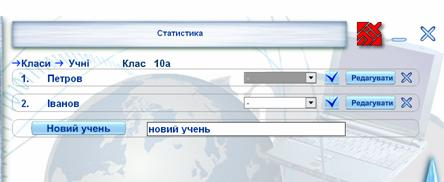 Статистика
Класи Учні Клас 10а
1. Петров - Редагувати
2. Іванов - Редагувати
Новий учень новий учень